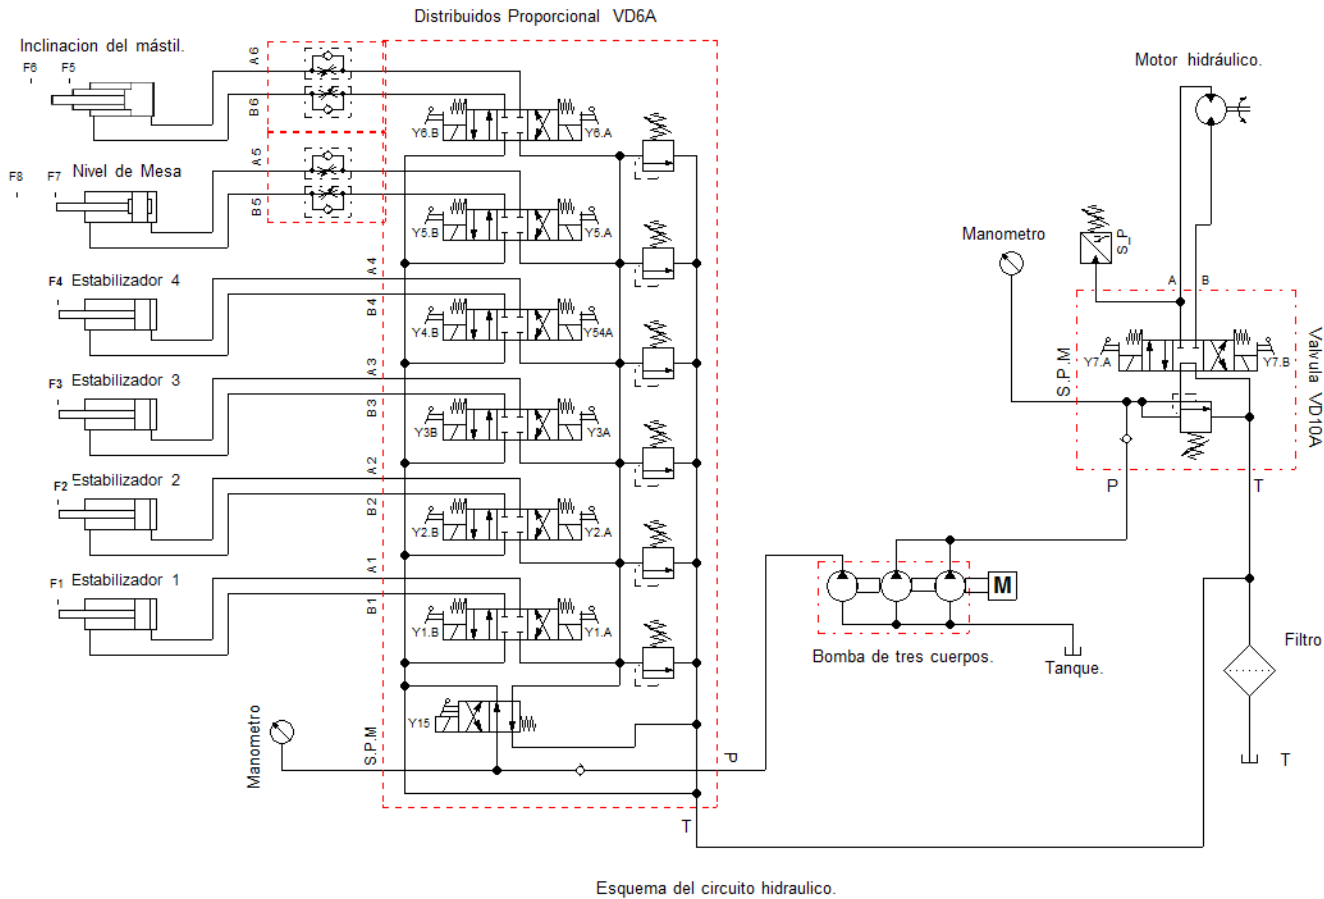 Distribuidos Proporcional VD6A
Inclinacion del mástil.
F6 F5
A6
B6
Y6.B
Y6.A
Motor hidráulico.
Nivel de Mesa
F8 F7
A5
B5
Y5.B
Y5.A
Manometro
S_P
A B
F4 Estabilizador 4
A4
B4
Y4.B
Y54A
S.P.M
Y7.A
Y7.B
Valvula VD10A
F3 Estabilizador 3
A3
B3
Y3B
Y3A
P
T
F2 Estabilizador 2
A2
B2
Y2.B
Y2.A
F1 Estabilizador 1
A1
B1
Y1.B
Y1.A
M
Bomba de tres cuerpos.
Tanque.
Filtro
Manometro
Y15
S.P.M
P
T
T
Esquema del circuito hidraulico.